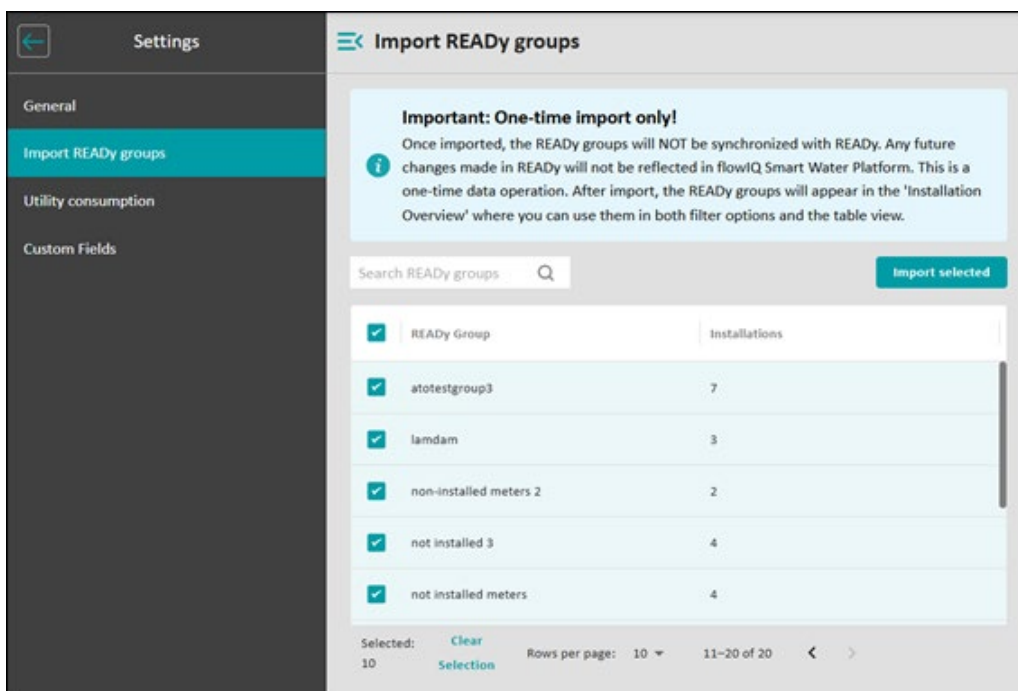 Settings
General
Import READy groups
Utility consumption
Custom Fields
Import READy groups
Important: One-time import only!
Once imported, the READy groups will NOT be synchronized with READy. Any future
changes made in READy will not be reflected in flowIQ Smart Water Platform. This is a
one-time data operation. After import, the READy groups will appear in the 'Installation
Overview' where you can use them in both filter options and the table view.
Search READy groups
Import selected
READy Group Installations
atotestgroup3 7
lamdam 3
non-installed meters 2 2
not installed 3 4
not installed meters 4
Selected: 10
Clear Selection
Rows per page: 10
11–20 of 20